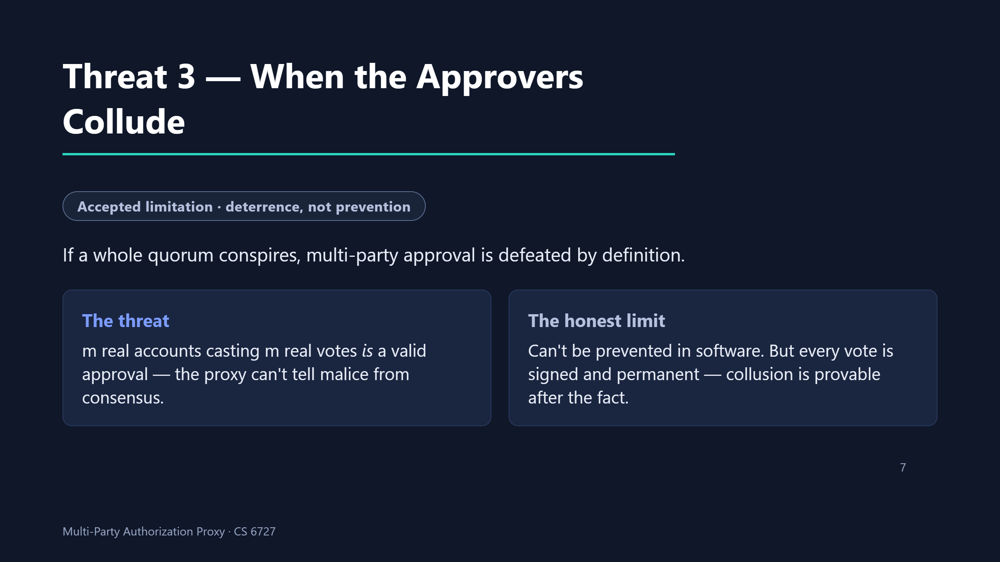 Threat 3 — When the Approvers
Collude
Accepted limitation · deterrence, not prevention
If a whole quorum conspires, multi-party approval is defeated by definition.
The threat
m real accounts casting m real votes is a valid
approval — the proxy can't tell malice from
consensus.
The honest limit
Can't be prevented in software. But every vote is
signed and permanent — collusion is provable
after the fact.
7
Multi-Party Authorization Proxy · CS 6727